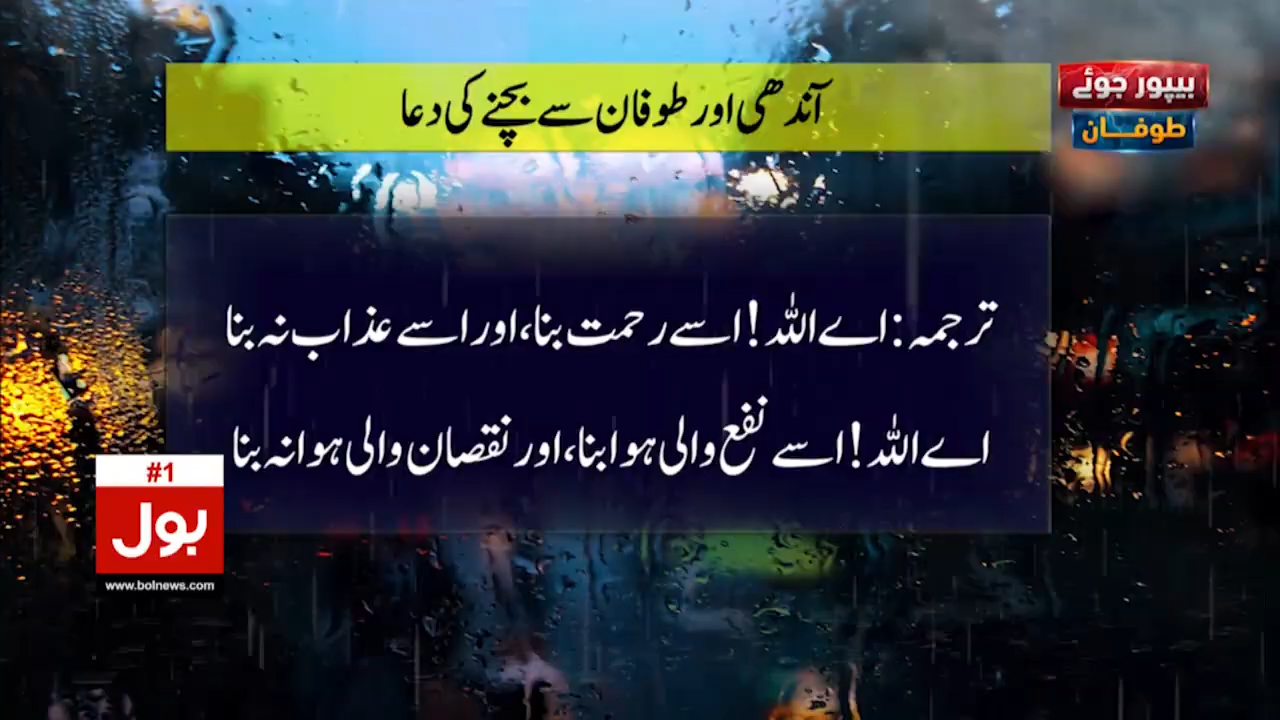 آندھی اور طوفان سے بچنے کی دعا
بیپور جوئے
طوفان
ترجمہ: اے اللہ! اسے رحمت بنا، اور اسے عذاب نہ بنا
اے اللہ! اسے نفع والی ہوا بنا، اور نقصان والی ہوا نہ بنا
#1
بول
www.bolnews.com